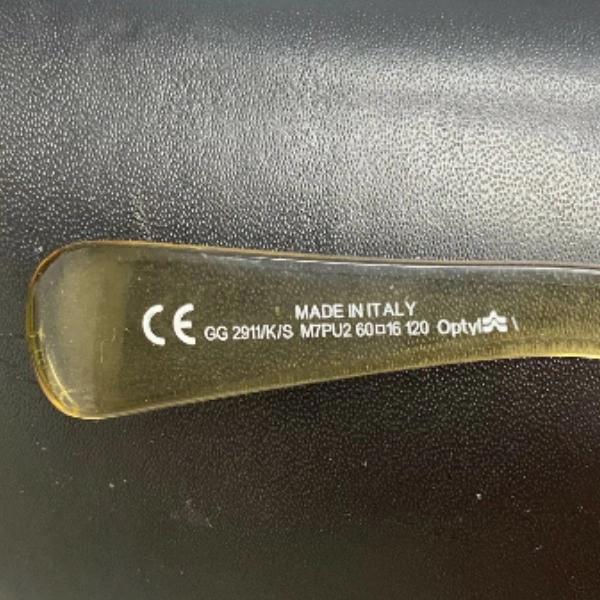 MADE IN ITALY
CE GG 2911/K/S M7PU2 60□16 120 Optyl